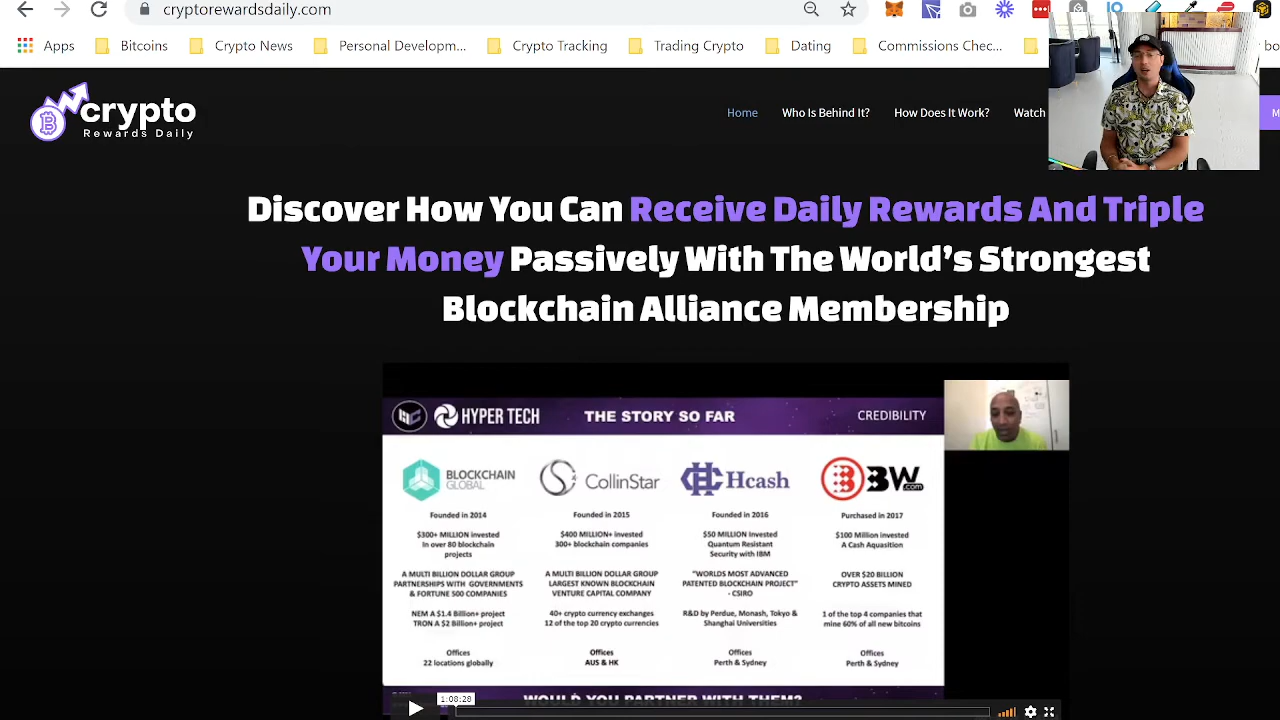 cryptorewardsdaily.com
Apps Bitcoins Crypto News Personal Developm... Crypto Tracking Trading Crypto Dating Commissions Chec...
crypto
Rewards Daily
Home Who Is Behind It? How Does It Work? Watch
M
Discover How You Can Receive Daily Rewards And Triple
Your Money Passively With The World's Strongest
Blockchain Alliance Membership
HYPER TECH THE STORY SO FAR CREDIBILITY
BLOCKCHAIN
GLOBAL
CollinStar
Hcash
BW.com
Founded in 2014
$300+ MILLION invested
In over 80 blockchain
projects
A MULTI BILLION DOLLAR GROUP
PARTNERSHIPS WITH GOVERNMENTS
& FORTUNE 500 COMPANIES
NEM A $1.4 Billion+ project
TRON A $2 Billion+ project
Offices
22 locations globally
Founded in 2015
$400 MILLION+ invested
300+ blockchain companies
A MULTI BILLION DOLLAR GROUP
LARGEST KNOWN BLOCKCHAIN
VENTURE CAPITAL COMPANY
40+ crypto currency exchanges
12 of the top 20 crypto currencies
Offices
AUS & HK
Founded in 2016
$50 MILLION Invested
Quantum Resistant
Security with IBM
"WORLDS MOST ADVANCED
PATENTED BLOCKCHAIN PROJECT"
- CSIRO
R&D by Perdue, Monash, Tokyo &
Shanghai Universities
Offices
Perth & Sydney
Purchased in 2017
$100 Million invested
A Cash Aquasition
OVER $20 BILLION
CRYPTO ASSETS MINED
1 of the top 4 companies that
mine 60% of all new bitcoins
Offices
Perth & Sydney
WOULD YOU PARTNER WITH THEM?
1:08:28